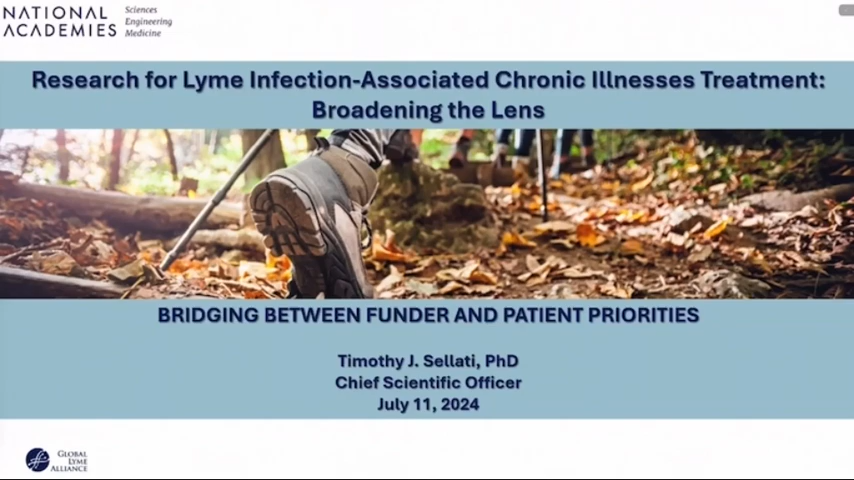 NATIONAL
ACADEMIES
Sciences
Engineering
Medicine
Research for Lyme Infection-Associated Chronic Illnesses Treatment:
Broadening the Lens
BRIDGING BETWEEN FUNDER AND PATIENT PRIORITIES
Timothy J. Sellati, PhD
Chief Scientific Officer
July 11, 2024
GLOBAL
LYME
ALLIANCE